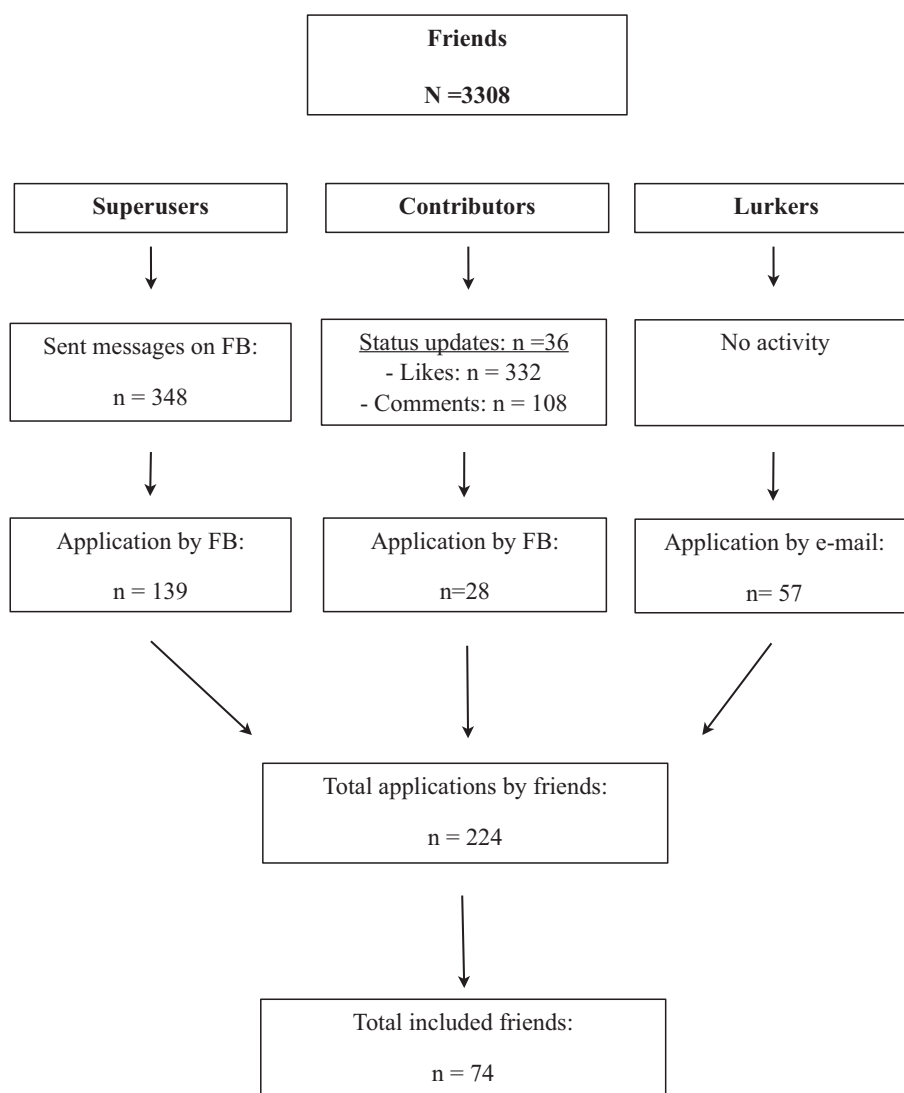 Friends
N =3308
Superusers
Contributors
Lurkers
Sent messages on FB:
n = 348
Status updates: n =36
- Likes: n = 332
- Comments: n = 108
No activity
Application by FB:
n = 139
Application by FB:
n=28
Application by e-mail:
n= 57
Total applications by friends:
n = 224
Total included friends:
n = 74